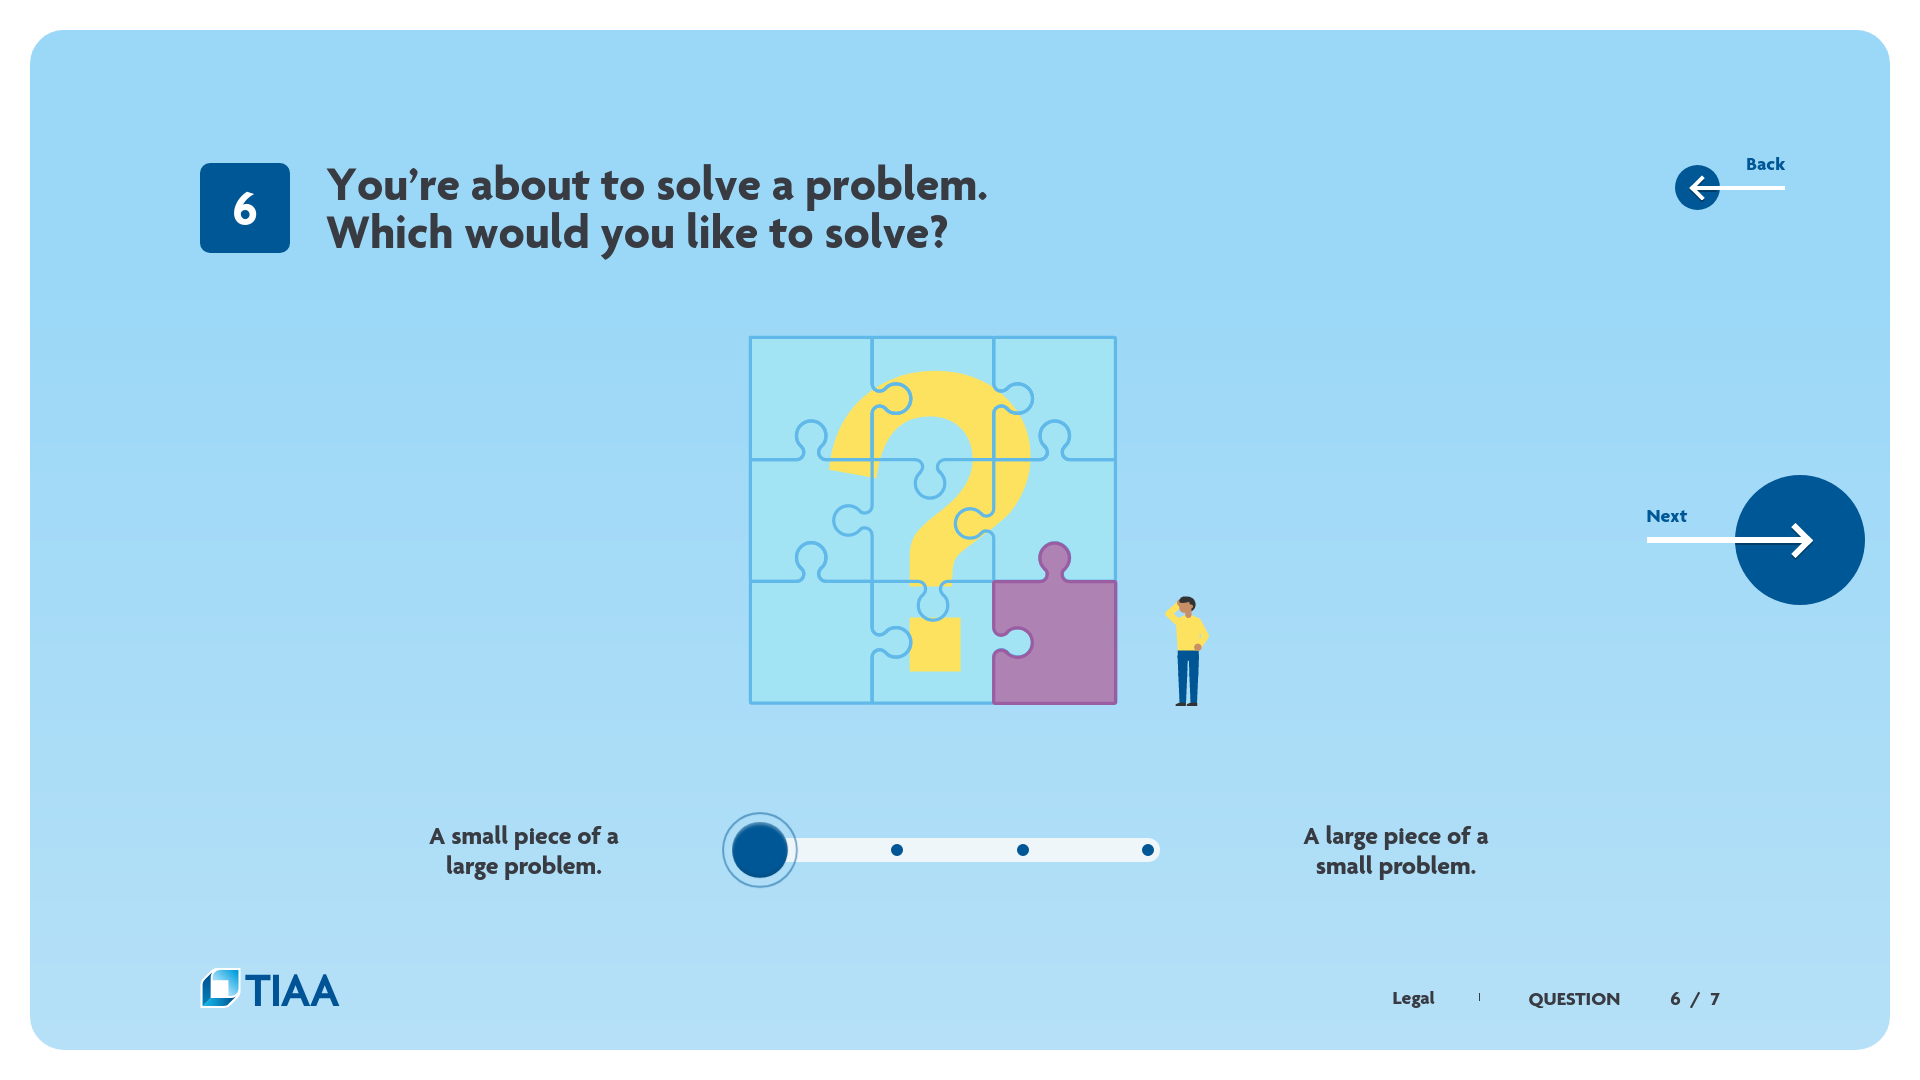 6
You’re about to solve a problem.
Which would you like to solve?
Back
Next
A small piece of a
large problem.
A large piece of a
small problem.
TIAA
Legal
QUESTION
6 / 7